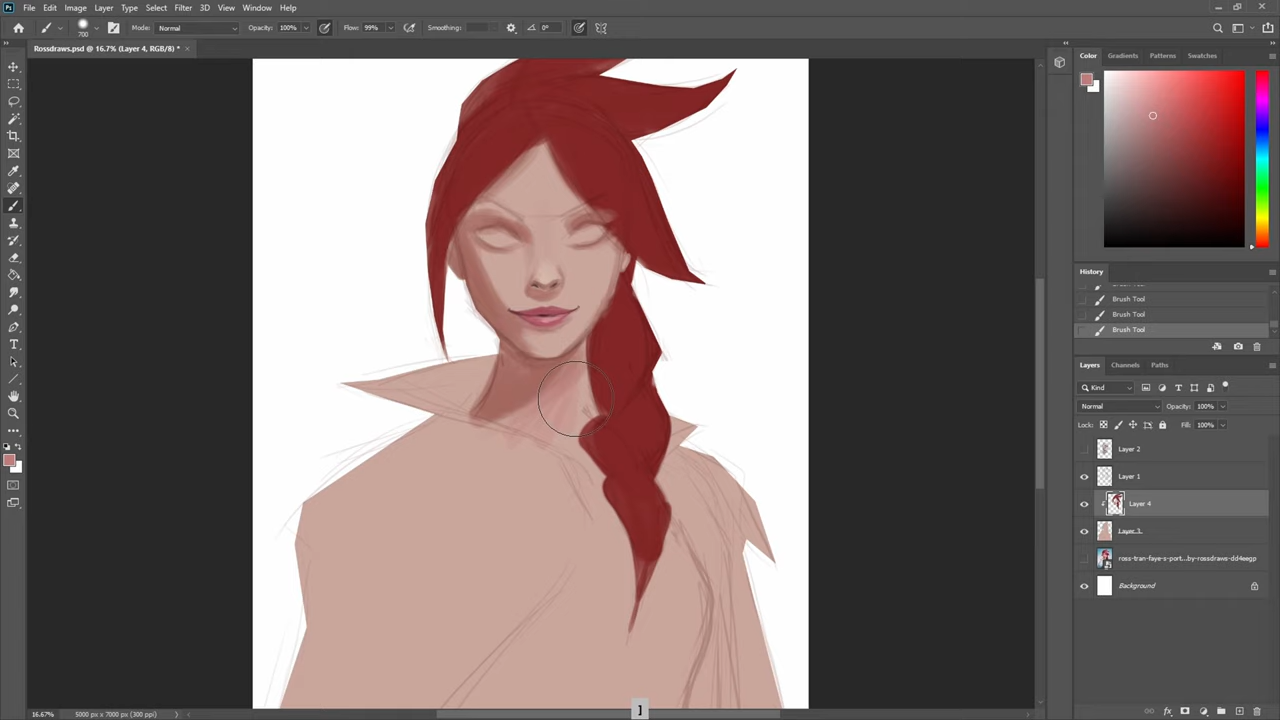 File Edit Image Layer Type Select Filter 3D View Window Help
700 Mode: Normal Opacity: 100% Flow: 99% Smoothing: 0°
Rossdraws.psd @ 16.7% (Layer 4, RGB/8) *
Color Gradients Patterns Swatches
History
Brush Tool
Brush Tool
Brush Tool
Layers Channels Paths
Kind
Normal Opacity: 100%
Lock: Fill: 100%
Layer 2
Layer 1
Layer 4
Layer 3
ross-tran-faye-s-port...by-rossdraws-dd4eegp
Background
]
16.67% 5000 px x 7000 px (300 ppi)